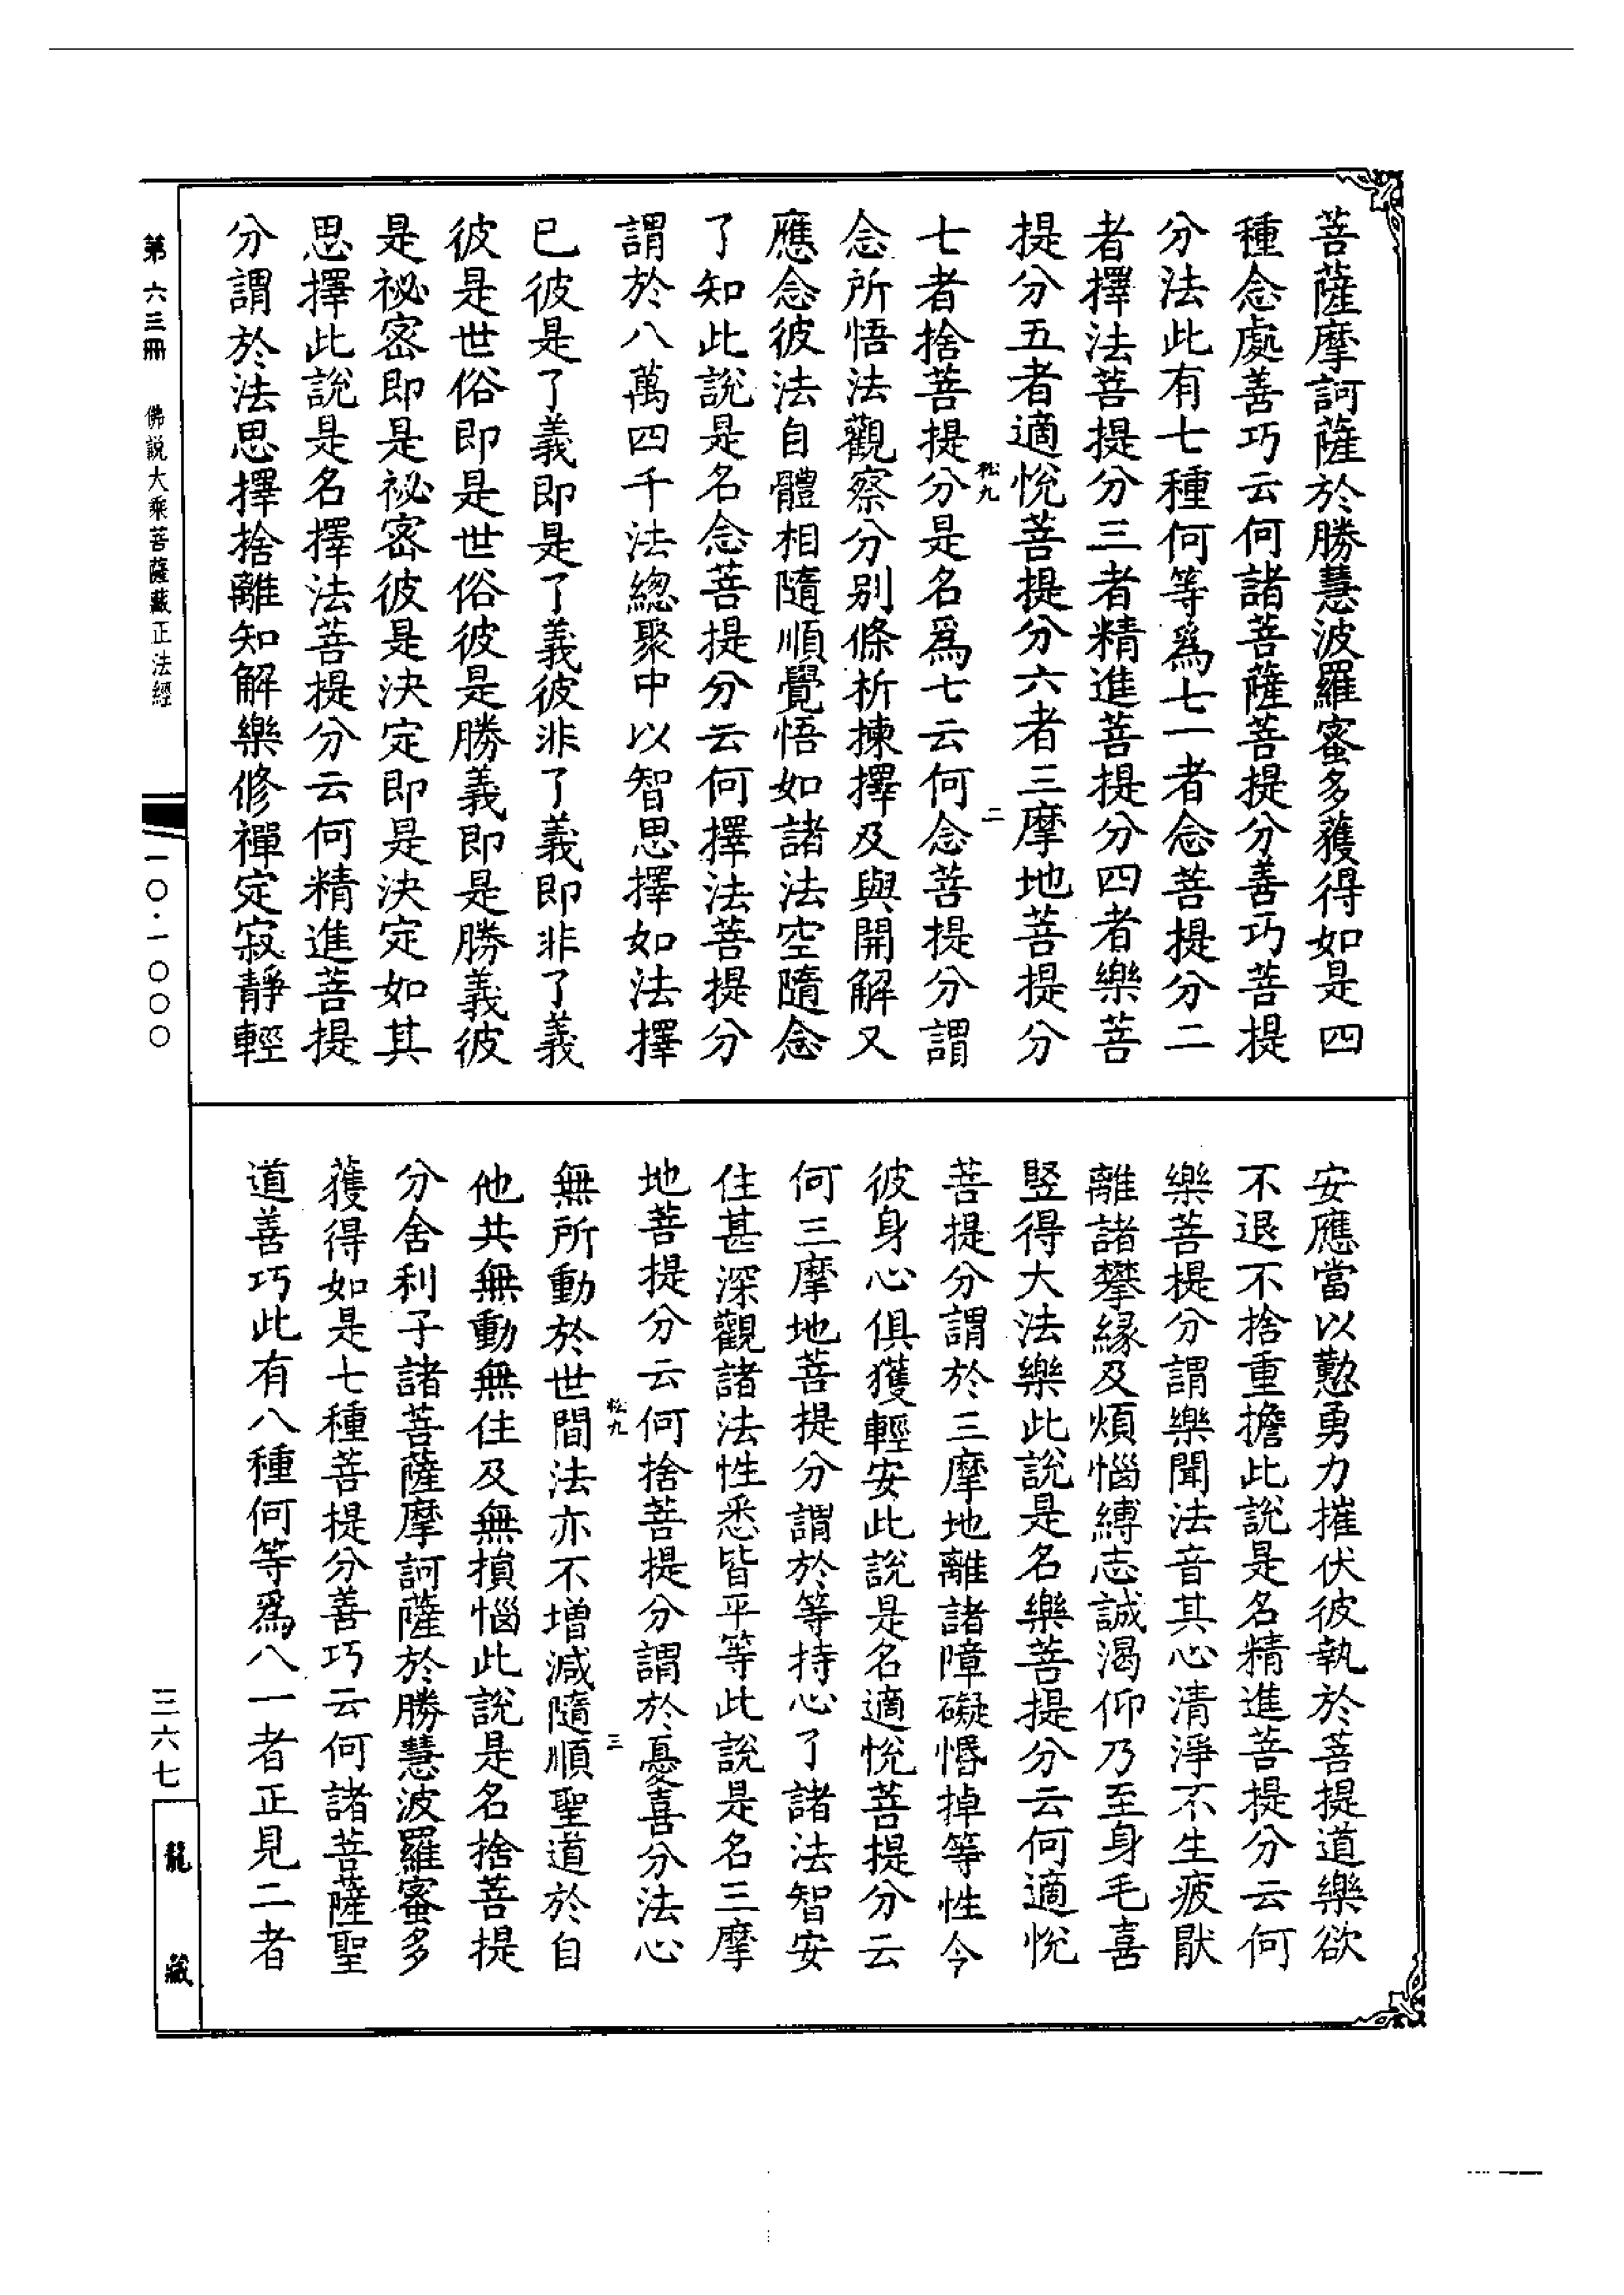 菩薩摩訶薩於勝慧波羅蜜多獲得如是四
種念處善巧云何諸菩薩菩提分善巧菩提
分法此有七種何等爲七一者念菩提分二
者擇法菩提分三者精進菩提分四者樂菩
提分五者適悅菩提分六者三摩地菩提分
松九 二
七者捨菩提分是名爲七云何念菩提分謂
念所悟法觀察分别條析揀擇及與開解又
應念彼法自體相隨順覺悟如諸法空隨念
了知此說是名念菩提分云何擇法菩提分
謂於八萬四千法總聚中以智思擇如法擇
已彼是了義即是了義彼非了義即非了義
彼是世俗即是世俗彼是勝義即是勝義彼
是祕密即是祕密彼是決定即是決定如其
思擇此說是名擇法菩提分云何精進菩提
分謂於法思擇捨離知解樂修禪定寂靜輕
安應當以懃勇力摧伏彼執於菩提道樂欲
不退不捨重擔此說是名精進菩提分云何
樂菩提分謂樂聞法音其心清淨不生疲猒
離諸攀緣及煩惱縛志誠渴仰乃至身毛喜
竪得大法樂此說是名樂菩提分云何適悅
菩提分謂於三摩地離諸障礙惛掉等性令
彼身心俱獲輕安此說是名適悅菩提分云
何三摩地菩提分謂於等持心了諸法智安
住甚深觀諸法性悉皆平等此說是名三摩
地菩提分云何捨菩提分謂於憂喜分法心
松九 三
無所動於世間法亦不增減隨順聖道於自
他共無動無住及無損惱此說是名捨菩提
分舍利子諸菩薩摩訶薩於勝慧波羅蜜多
獲得如是七種菩提分善巧云何諸菩薩聖
道善巧此有八種何等爲八一者正見二者
第六三冊 佛說大乘菩薩藏正法經
一〇·一〇〇〇
三六七
龍藏